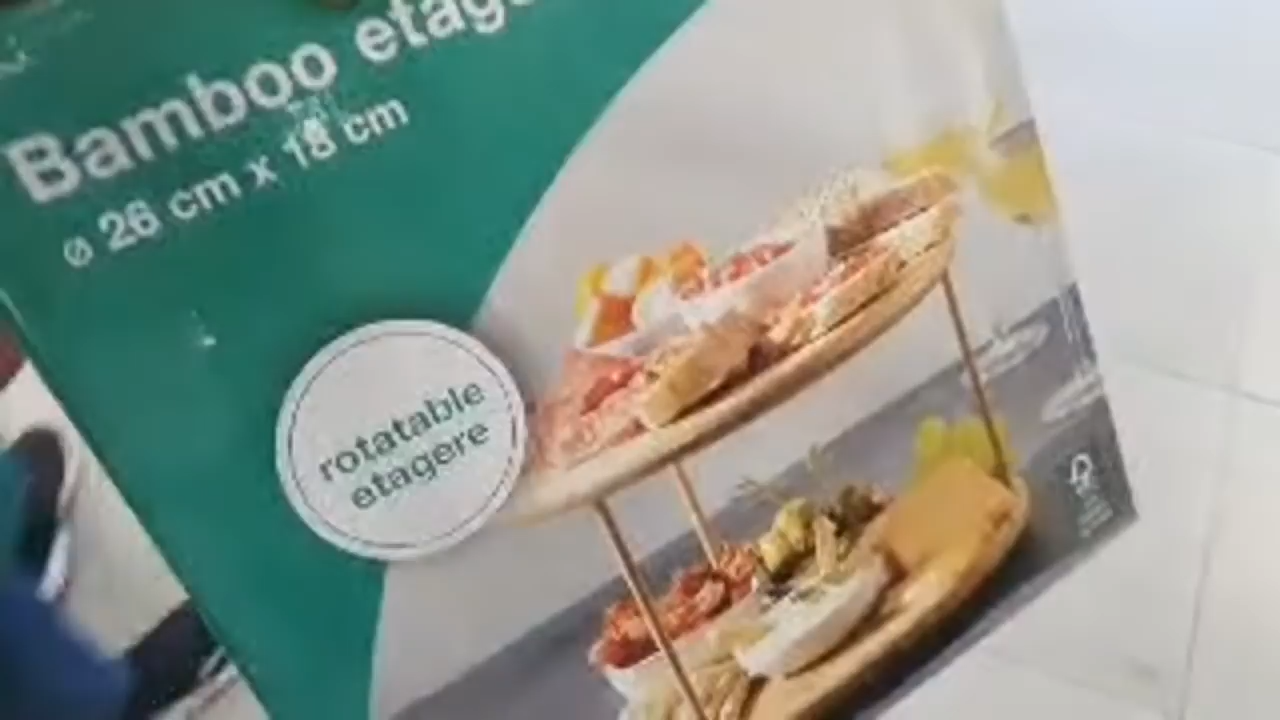 Bamboo etag
ø 26 cm x 18 cm
rotatable
etagere